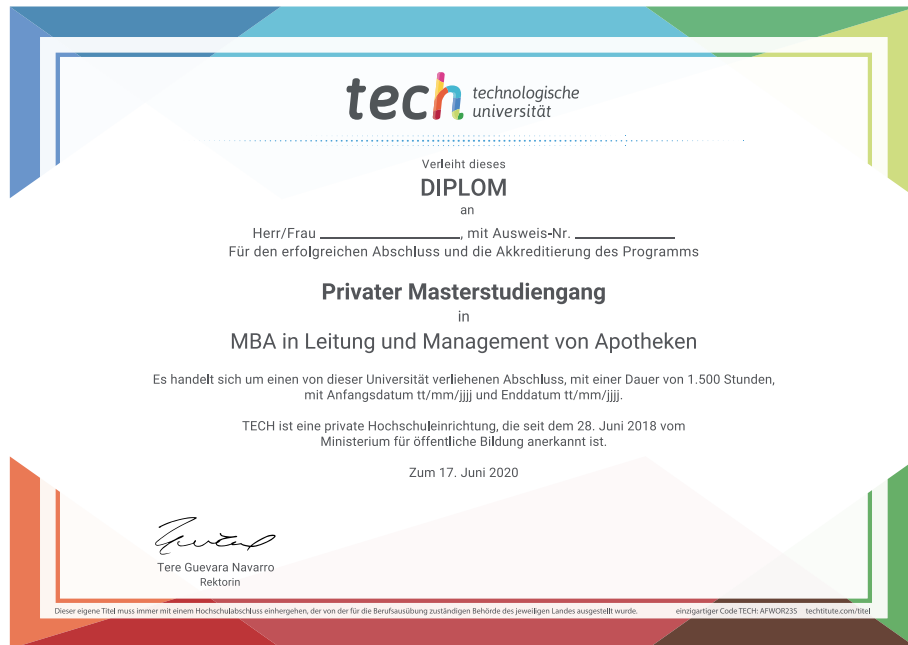 tech technologische
universität
Verleiht dieses
DIPLOM
an
Herr/Frau ____________________, mit Ausweis-Nr. ______________
Für den erfolgreichen Abschluss und die Akkreditierung des Programms
Privater Masterstudiengang
in
MBA in Leitung und Management von Apotheken
Es handelt sich um einen von dieser Universität verliehenen Abschluss, mit einer Dauer von 1.500 Stunden,
mit Anfangsdatum tt/mm/jjjj und Enddatum tt/mm/jjjj.
TECH ist eine private Hochschuleinrichtung, die seit dem 28. Juni 2018 vom
Ministerium für öffentliche Bildung anerkannt ist.
Zum 17. Juni 2020
Tere Guevara Navarro
Rektorin
Dieser eigene Titel muss immer mit einem Hochschulabschluss einhergehen, der von der für die Berufsausübung zuständigen Behörde des jeweiligen Landes ausgestellt wurde. einzigartiger Code TECH: AFWOR23S techtitute.com/titel